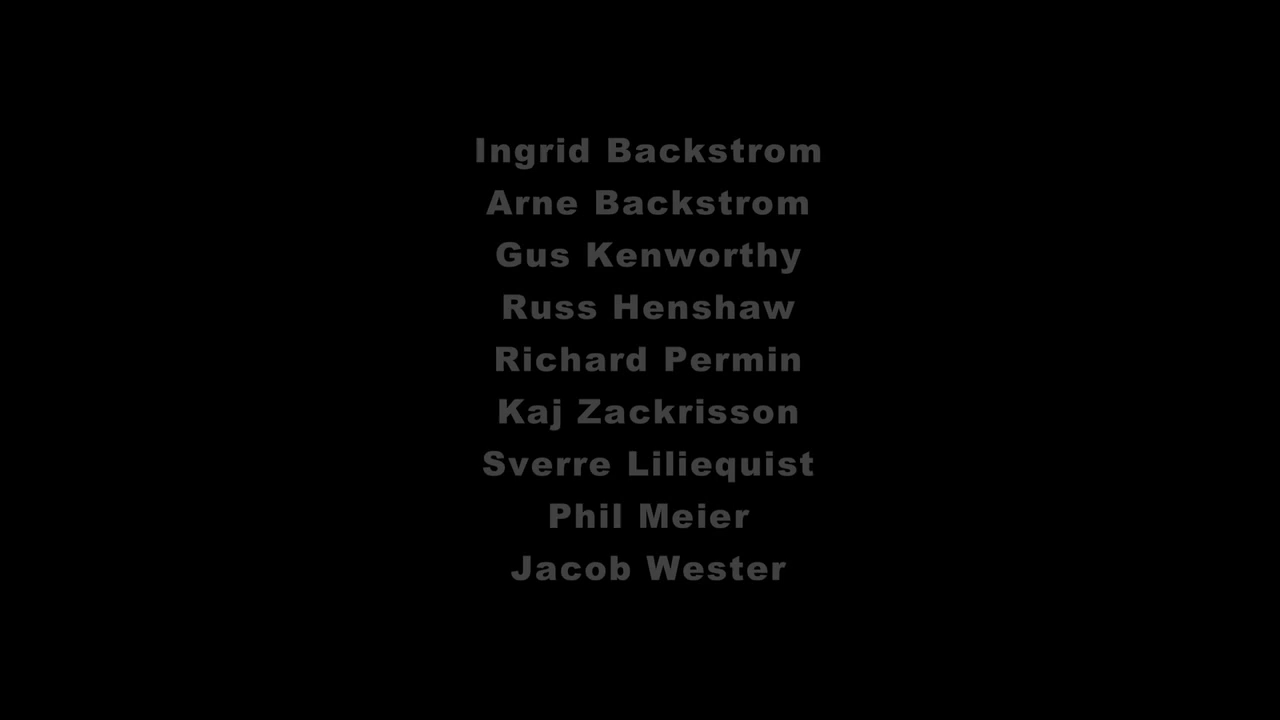 Ingrid Backstrom
Arne Backstrom
Gus Kenworthy
Russ Henshaw
Richard Permin
Kaj Zackrisson
Sverre Liliequist
Phil Meier
Jacob Wester